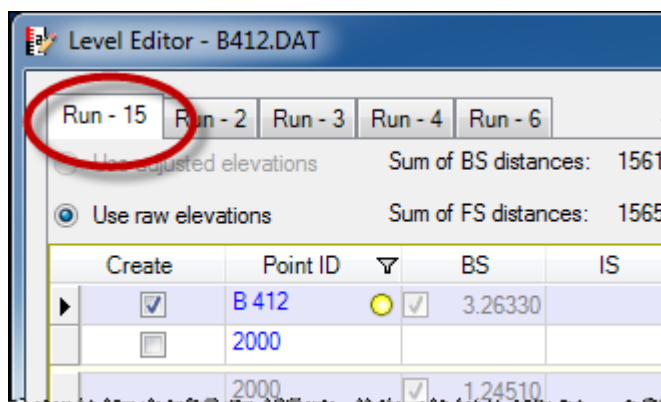 Level Editor - B412.DAT
Run - 15 Run - 2 Run - 3 Run - 4 Run - 6
Use adjusted elevations Sum of BS distances: 1561
Use raw elevations Sum of FS distances: 1565
Create Point ID BS IS
B 412 3.26330
2000
2000 1.24510